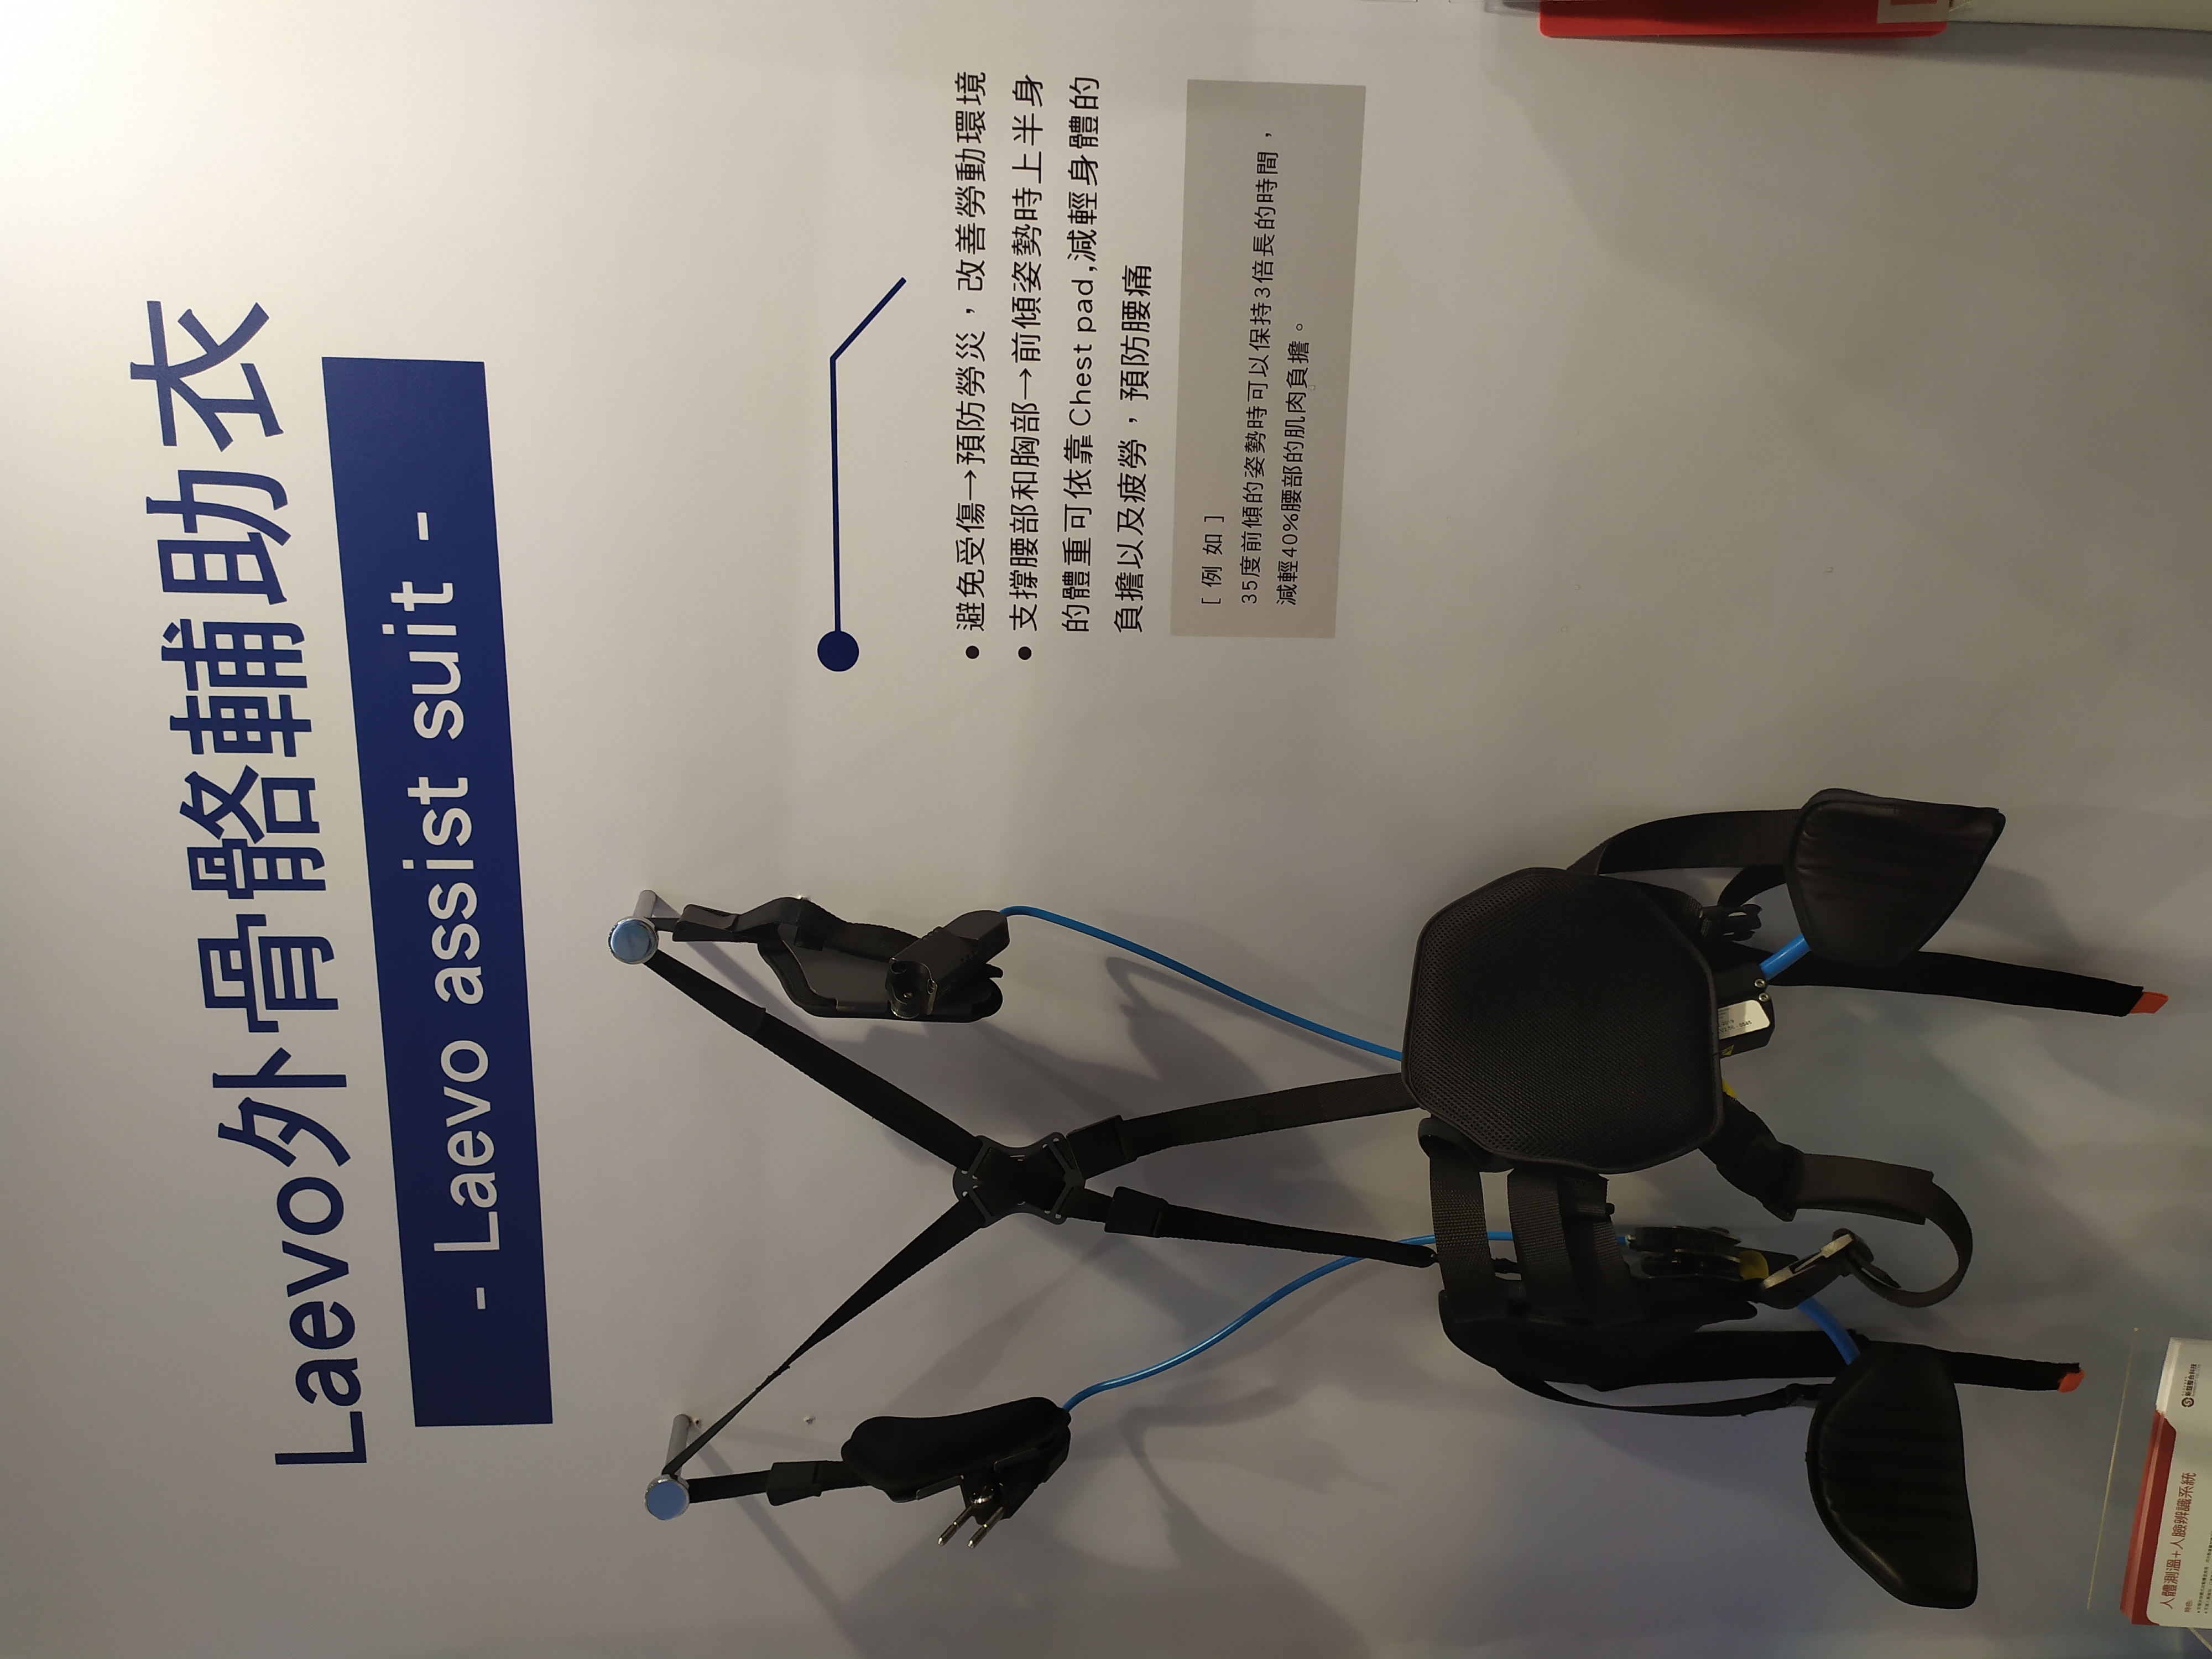 Laevo外骨骼輔助衣
- Laevo assist suit -
● 避免受傷→預防勞災，改善勞動環境
● 支撐腰部和胸部→前傾姿勢時上半身
的體重可依靠Chest pad,減輕身體的
負擔以及疲勞，預防腰痛
[ 例 如 ]
35度前傾的姿勢時可以保持3倍長的時間，
減輕40%腰部的肌肉負擔。
人體測溫+人臉辨識系統
特色: